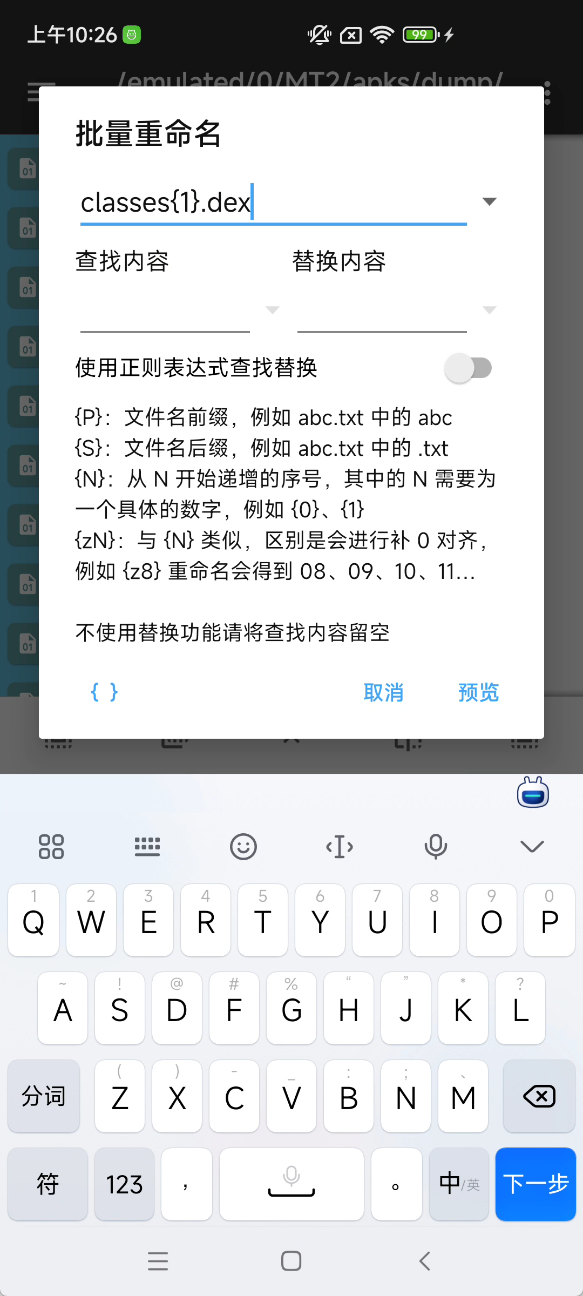 上午10:26
99
/emulated/0/MT2/apks/dump/
批量重命名
classes{1}.dex
查找内容 替换内容
使用正则表达式查找替换
{P}：文件名前缀，例如 abc.txt 中的 abc
{S}：文件名后缀，例如 abc.txt 中的 .txt
{N}：从 N 开始递增的序号，其中的 N 需要为
一个具体的数字，例如 {0}、{1}
{zN}：与 {N} 类似，区别是会进行补 0 对齐，
例如 {z8} 重命名会得到 08、09、10、11...
不使用替换功能请将查找内容留空
{ } 取消 预览
1 2 3 4 5 6 7 8 9 0
Q W E R T Y U I O P
~ ! @ # % “ ” * ?
A S D F G H J K L
( ) - _ : ; 、
分词 Z X C V B N M
符 123 ， 。 中/英 下一步